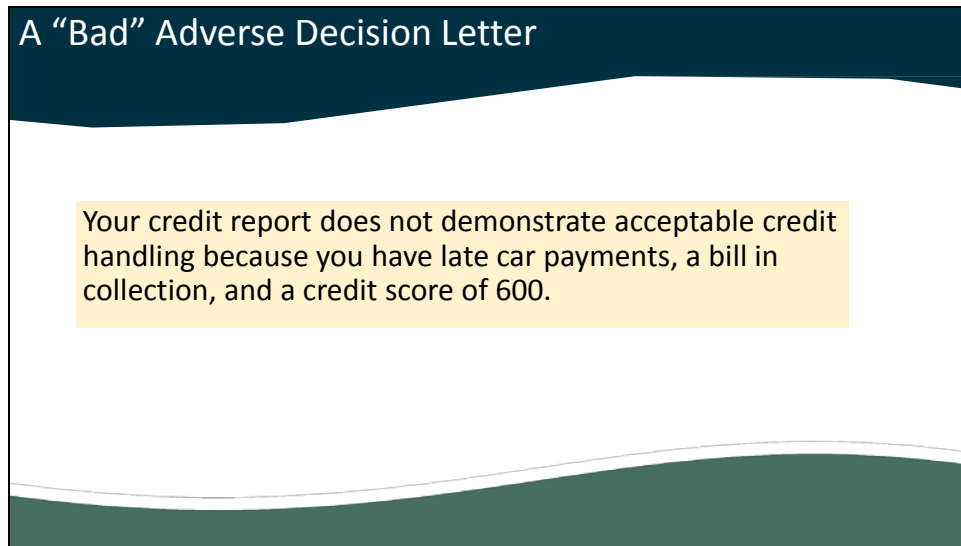 A “Bad” Adverse Decision Letter
Your credit report does not demonstrate acceptable credit
handling because you have late car payments, a bill in
collection, and a credit score of 600.